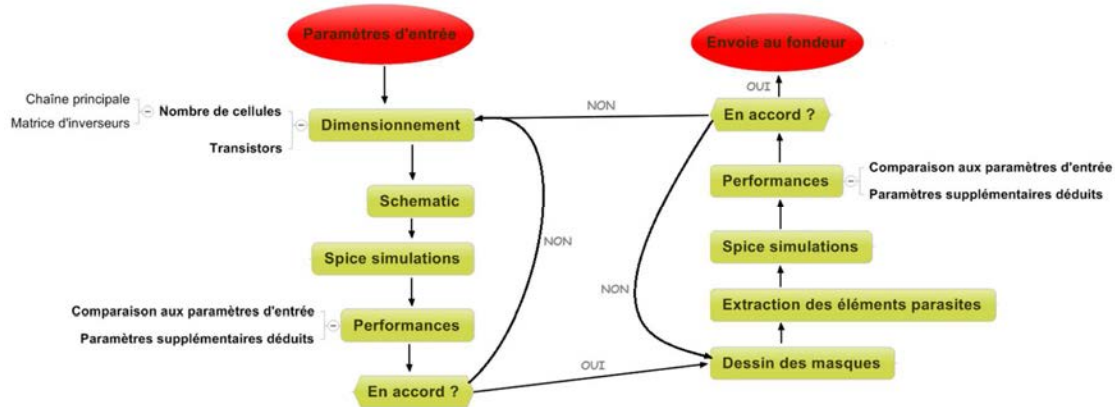 Paramètres d'entrée
Chaîne principale
Matrice d'inverseurs
Nombre de cellules
Transistors
Dimensionnement
Schematic
Spice simulations
Comparaison aux paramètres d'entrée
Paramètres supplémentaires déduits
Performances
En accord ?
NON
OUI
NON
NON
Envoie au fondeur
OUI
En accord ?
Performances
Comparaison aux paramètres d'entrée
Paramètres supplémentaires déduits
Spice simulations
Extraction des éléments parasites
Dessin des masques